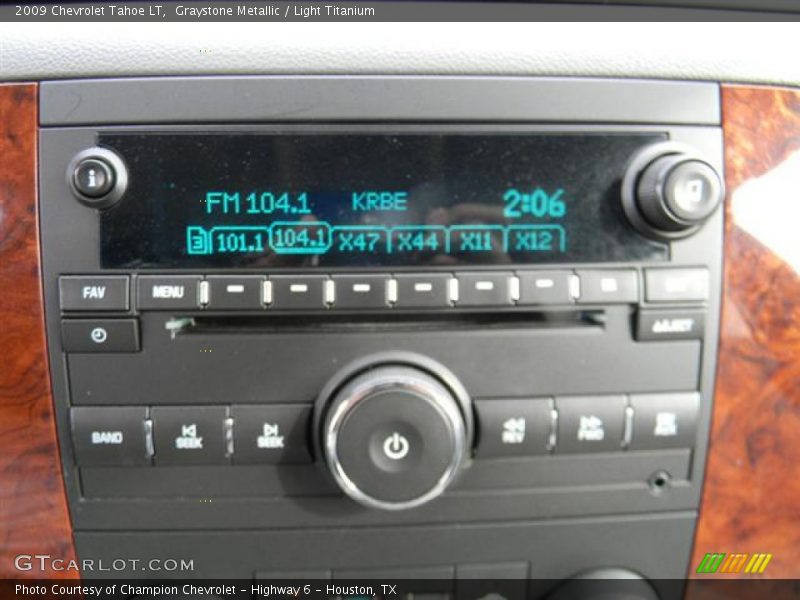 2009 Chevrolet Tahoe LT,  Graystone Metallic / Light Titanium
i
FM 104.1 KRBE 2:06
3 101.1 104.1 X47 X44 X11 X12
FAV MENU
BAND SEEK SEEK REV FWD
GTCARLOT.COM
Photo Courtesy of Champion Chevrolet - Highway 6 - Houston, TX